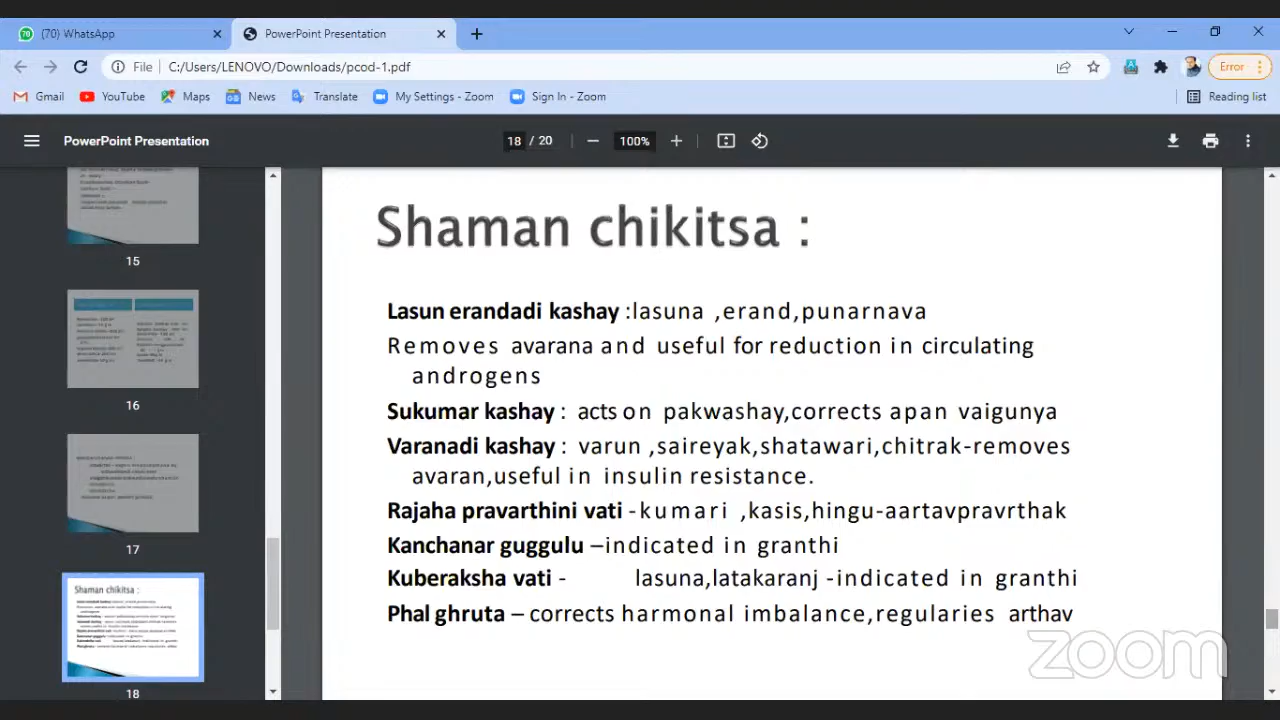 (70) WhatsApp
PowerPoint Presentation
File C:/Users/LENOVO/Downloads/pcod-1.pdf
Error
Gmail YouTube Maps News Translate My Settings - Zoom Sign In - Zoom Reading list
PowerPoint Presentation 18 / 20 100%
15
16
17
Shaman chikitsa :
18
Shaman chikitsa :
Lasun erandadi kashay :lasuna ,erand,punarnava
Removes avarana and useful for reduction in circulating
androgens
Sukumar kashay : acts on pakwashay,corrects apan vaigunya
Varanadi kashay : varun ,saireyak,shatawari,chitrak-removes
avaran,useful in insulin resistance.
Rajaha pravarthini vati -kumari ,kasis,hingu-aartavpravrthak
Kanchanar guggulu –indicated in granthi
Kuberaksha vati - lasuna,latakaranj -indicated in granthi
Phal ghruta –corrects harmonal imbalance,regularies arthav
zoom